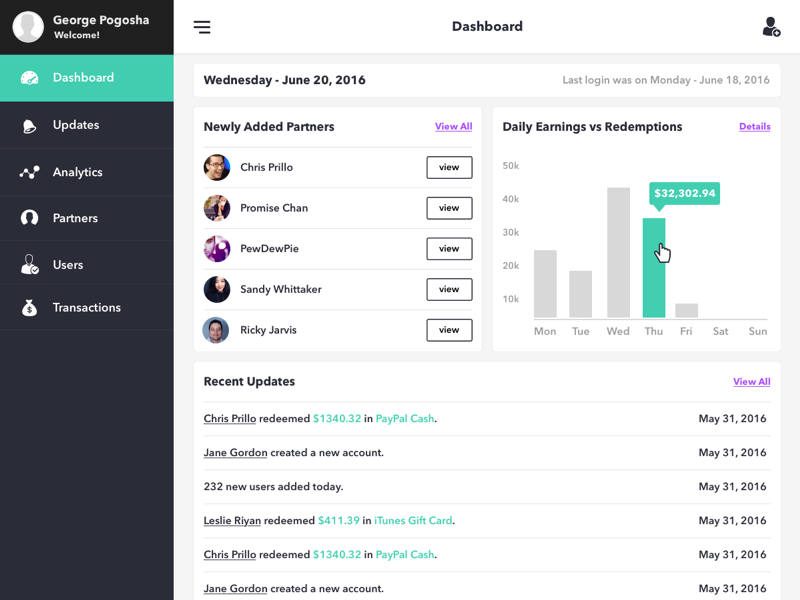 George Pogosha
Welcome!
Dashboard
Updates
Analytics
Partners
Users
Transactions
Dashboard
Wednesday - June 20, 2016
Last login was on Monday - June 18, 2016
Newly Added Partners
View All
Chris Prillo
view
Promise Chan
view
PewDewPie
view
Sandy Whittaker
view
Ricky Jarvis
view
Daily Earnings vs Redemptions
Details
50k
40k
30k
20k
10k
$32,302.94
Mon Tue Wed Thu Fri Sat Sun
Recent Updates
View All
Chris Prillo redeemed $1340.32 in PayPal Cash.
May 31, 2016
Jane Gordon created a new account.
May 31, 2016
232 new users added today.
May 31, 2016
Leslie Riyan redeemed $411.39 in iTunes Gift Card.
May 31, 2016
Chris Prillo redeemed $1340.32 in PayPal Cash.
May 31, 2016
Jane Gordon created a new account.
May 31, 2016